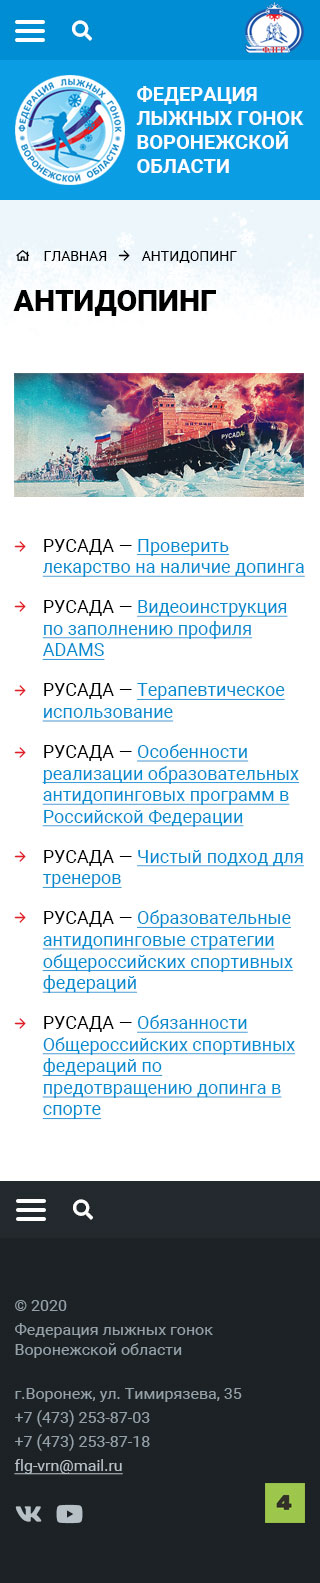 ФЛГР
ФЕДЕРАЦИЯ ЛЫЖНЫХ ГОНОК
ВОРОНЕЖСКОЙ ОБЛАСТИ
ФЕДЕРАЦИЯ
ЛЫЖНЫХ ГОНОК
ВОРОНЕЖСКОЙ
ОБЛАСТИ
ГЛАВНАЯ → АНТИДОПИНГ
АНТИДОПИНГ
РУСАДА
→ РУСАДА — Проверить
лекарство на наличие допинга
→ РУСАДА — Видеоинструкция
по заполнению профиля
ADAMS
→ РУСАДА — Терапевтическое
использование
→ РУСАДА — Особенности
реализации образовательных
антидопинговых программ в
Российской Федерации
→ РУСАДА — Чистый подход для
тренеров
→ РУСАДА — Образовательные
антидопинговые стратегии
общероссийских спортивных
федераций
→ РУСАДА — Обязанности
Общероссийских спортивных
федераций по
предотвращению допинга в
спорте
© 2020
Федерация лыжных гонок
Воронежской области
г.Воронеж, ул. Тимирязева, 35
+7 (473) 253-87-03
+7 (473) 253-87-18
flg-vrn@mail.ru
4